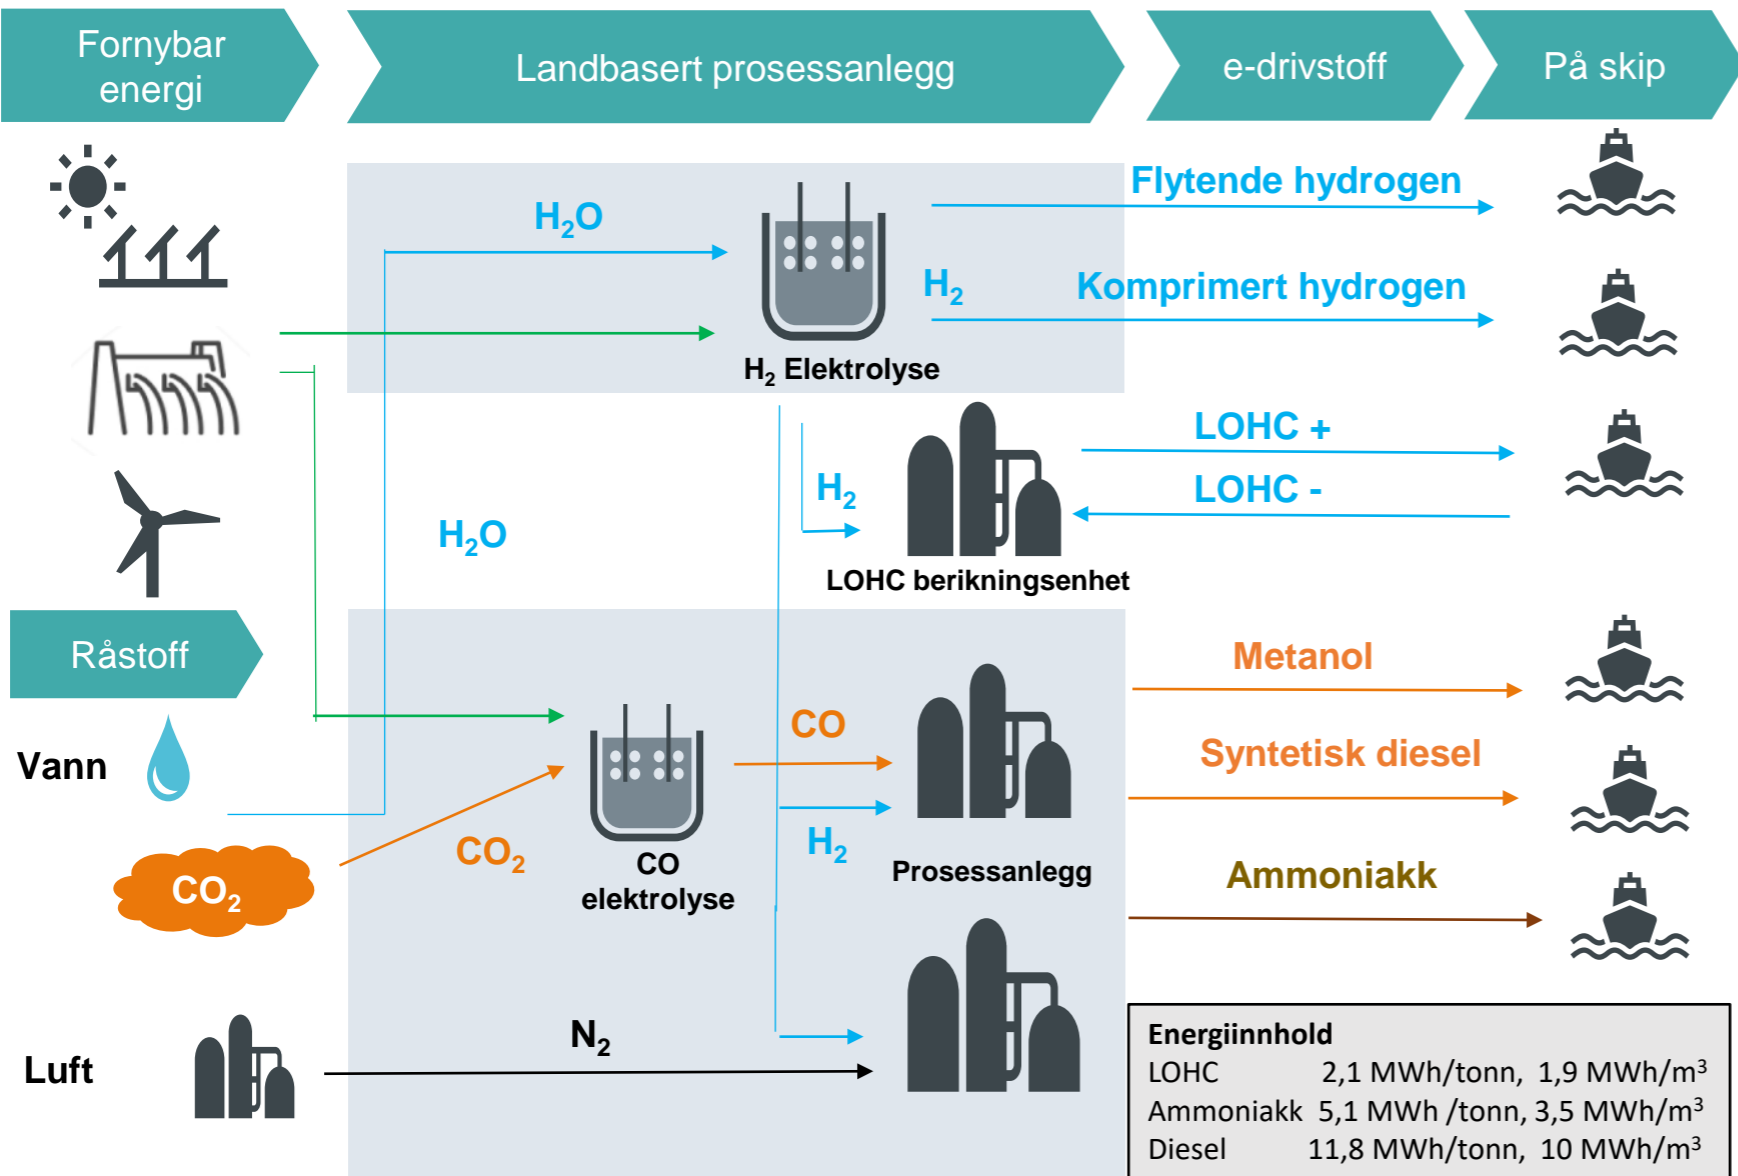 Fornybar
energi
Landbasert prosessanlegg
e-drivstoff
På skip
H₂O
Flytende hydrogen
H₂
Komprimert hydrogen
H₂ Elektrolyse
LOHC +
H₂
LOHC -
H₂O
LOHC berikningsenhet
Råstoff
Metanol
CO
Vann
Syntetisk diesel
CO₂
H₂
CO
elektrolyse
Prosessanlegg
Ammoniakk
CO₂
N₂
Luft
Energiinnhold
LOHC 2,1 MWh/tonn, 1,9 MWh/m³
Ammoniakk 5,1 MWh /tonn, 3,5 MWh/m³
Diesel 11,8 MWh/tonn, 10 MWh/m³